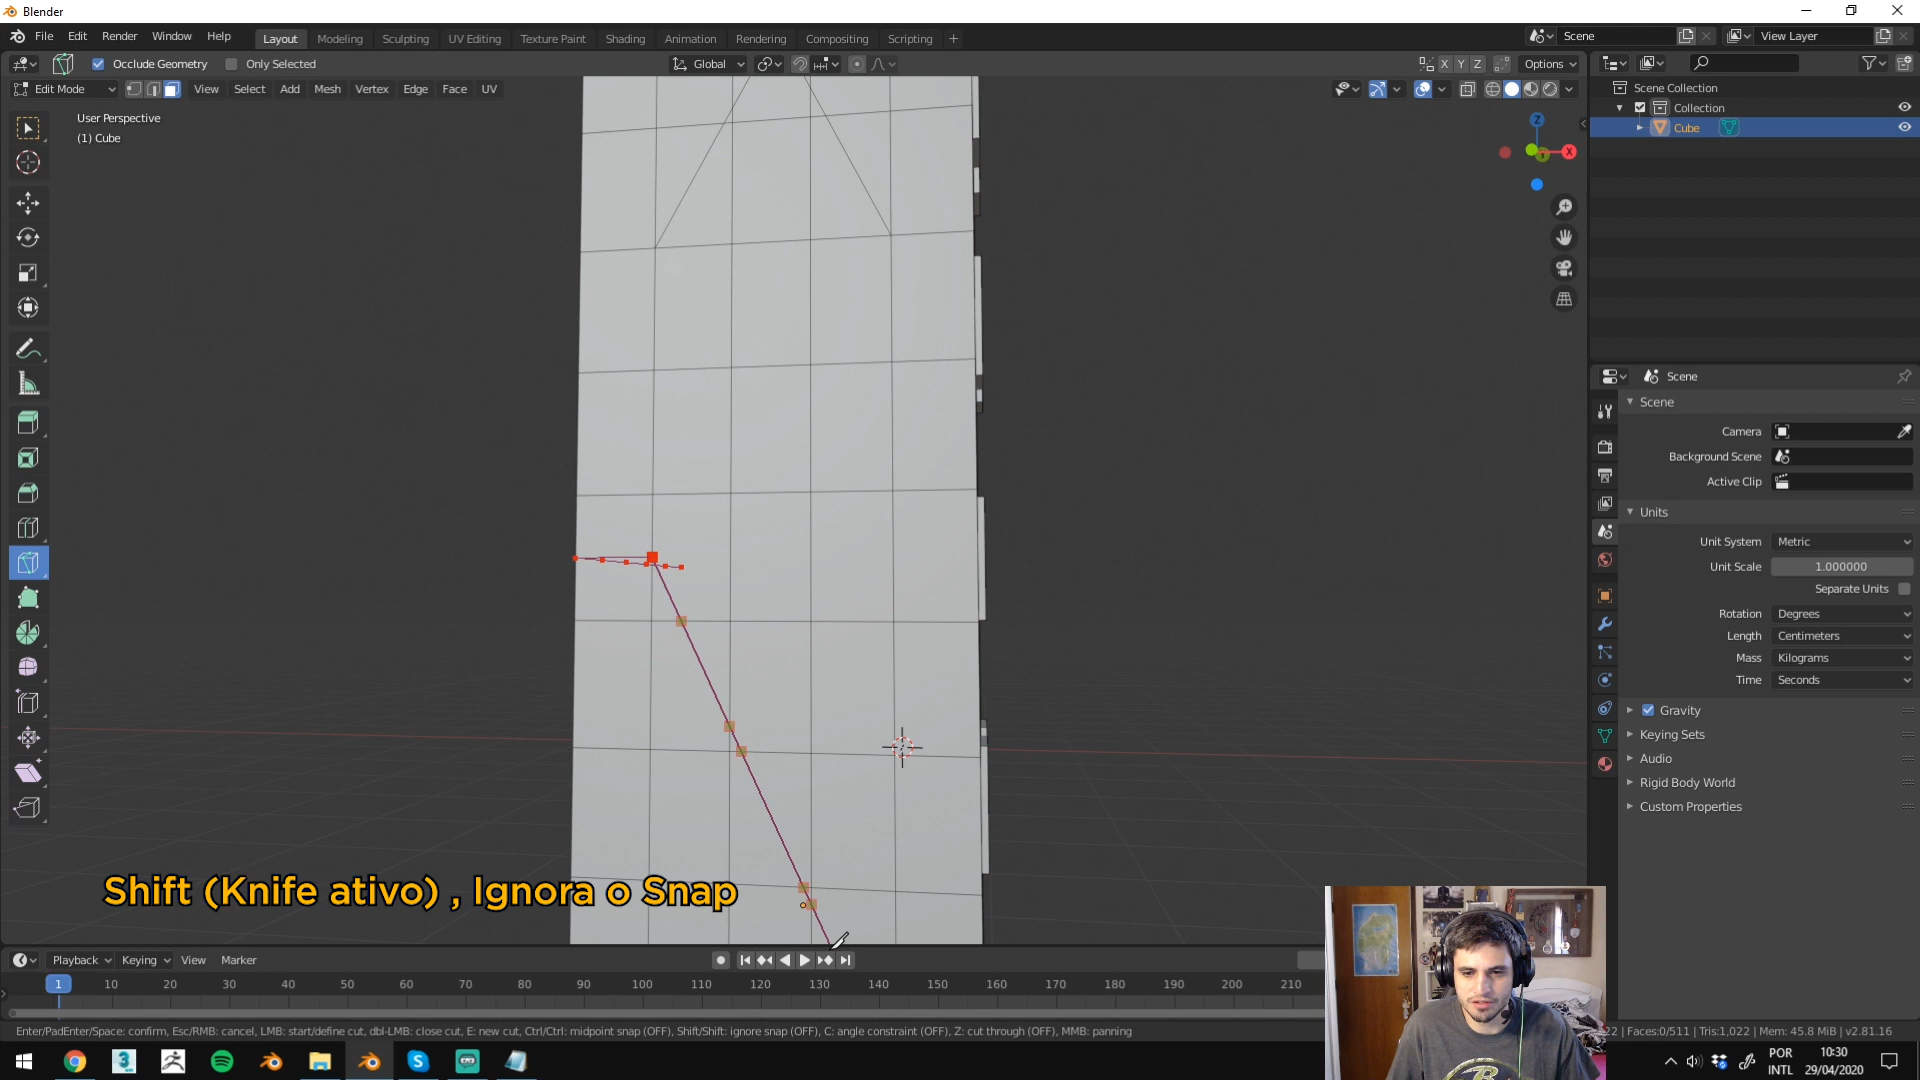 Blender
File Edit Render Window Help
Layout Modeling Sculpting UV Editing Texture Paint Shading Animation Rendering Compositing Scripting +
Scene
View Layer
Occlude Geometry
Only Selected
Global
X Y Z
Options
Edit Mode
View Select Add Mesh Vertex Edge Face UV
User Perspective
(1) Cube
Z
X
Scene Collection
Collection
Cube
Scene
Scene
Camera
Background Scene
Active Clip
Units
Unit System Metric
Unit Scale 1.000000
Separate Units
Rotation Degrees
Length Centimeters
Mass Kilograms
Time Seconds
Gravity
Keying Sets
Audio
Rigid Body World
Custom Properties
Shift (Knife ativo) , Ignora o Snap
Playback Keying View Marker
1 10 20 30 40 50 60 70 80 90 100 110 120 130 140 150 160 170 180 190 200 210
Enter/PadEnter/Space: confirm, Esc/RMB: cancel, LMB: start/define cut, dbl-LMB: close cut, E: new cut, Ctrl/Ctrl: midpoint snap (OFF), Shift/Shift: ignore snap (OFF), C: angle constraint (OFF), Z: cut through (OFF), MMB: panning
22 | Faces:0/511 | Tris:1,022 | Mem: 45.8 MiB | v2.81.16
POR
INTL
10:30
29/04/2020